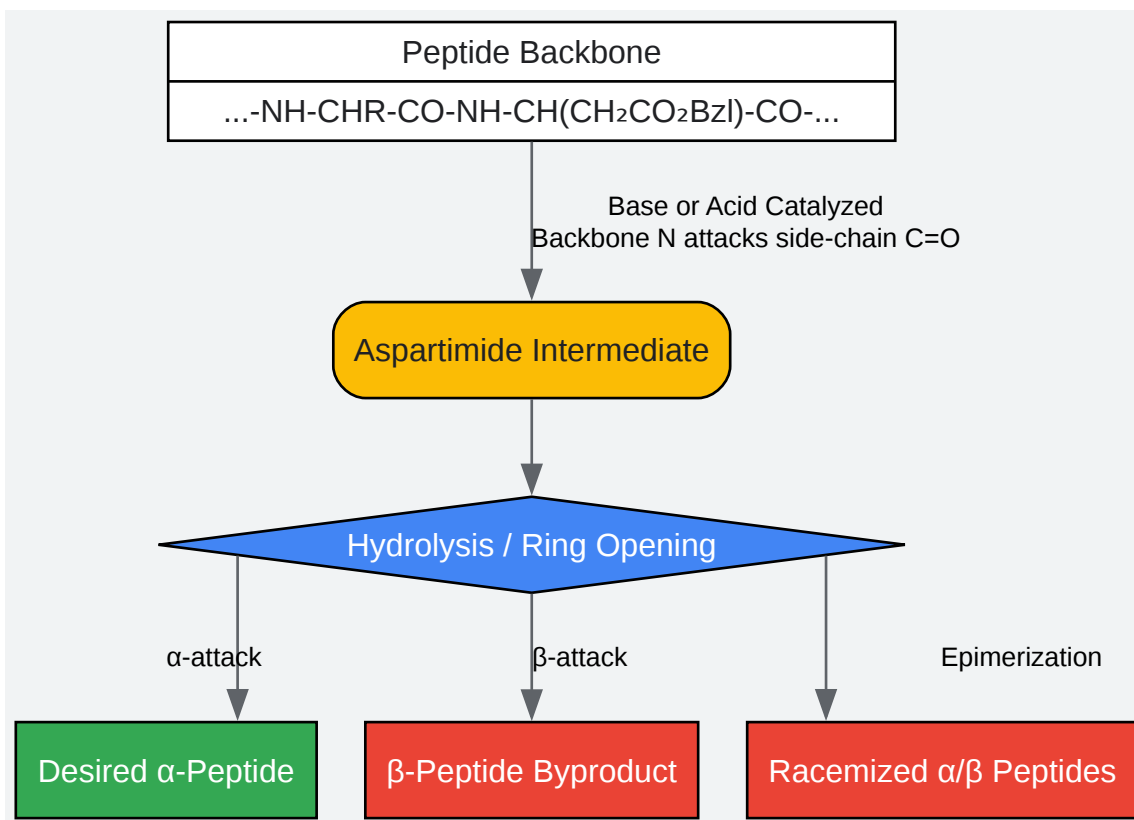 Peptide Backbone
...-NH-CHR-CO-NH-CH(CH₂CO₂Bzl)-CO-...
Base or Acid Catalyzed
Backbone N attacks side-chain C=O
Aspartimide Intermediate
Hydrolysis / Ring Opening
α-attack
β-attack
Epimerization
Desired α-Peptide
β-Peptide Byproduct
Racemized α/β Peptides